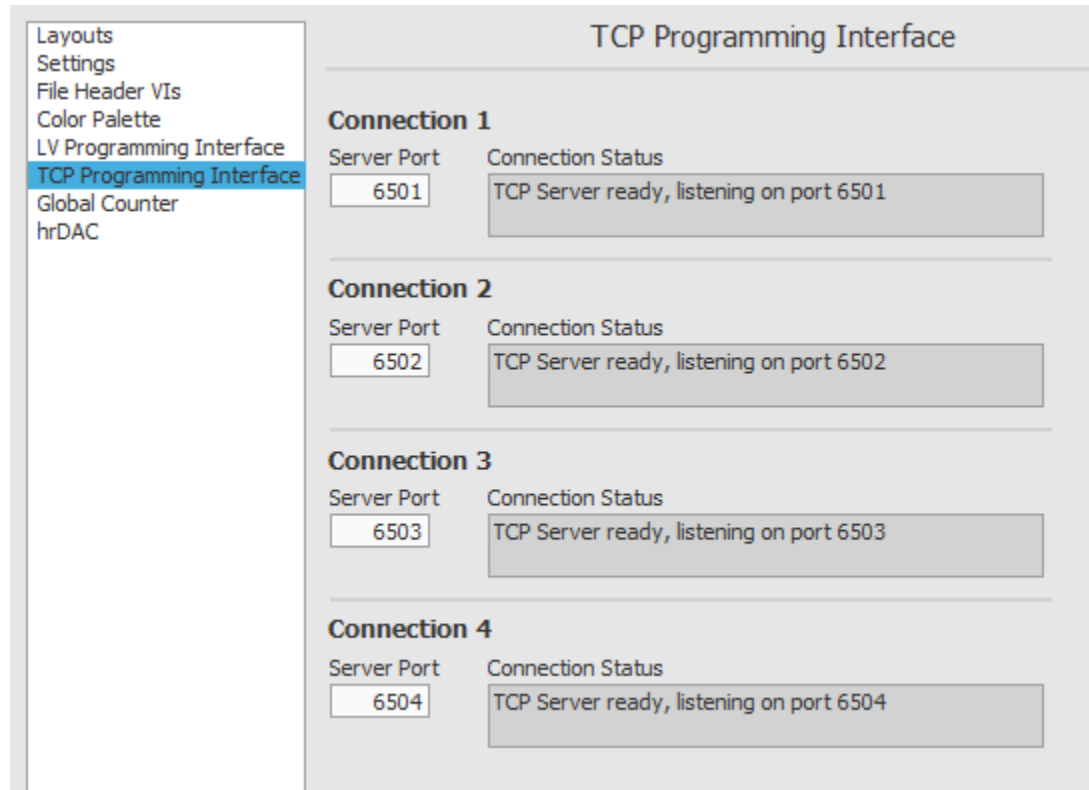 Layouts
Settings
File Header VIs
Color Palette
LV Programming Interface
TCP Programming Interface
Global Counter
hrDAC
TCP Programming Interface
Connection 1
Server Port Connection Status
6501 TCP Server ready, listening on port 6501
Connection 2
Server Port Connection Status
6502 TCP Server ready, listening on port 6502
Connection 3
Server Port Connection Status
6503 TCP Server ready, listening on port 6503
Connection 4
Server Port Connection Status
6504 TCP Server ready, listening on port 6504